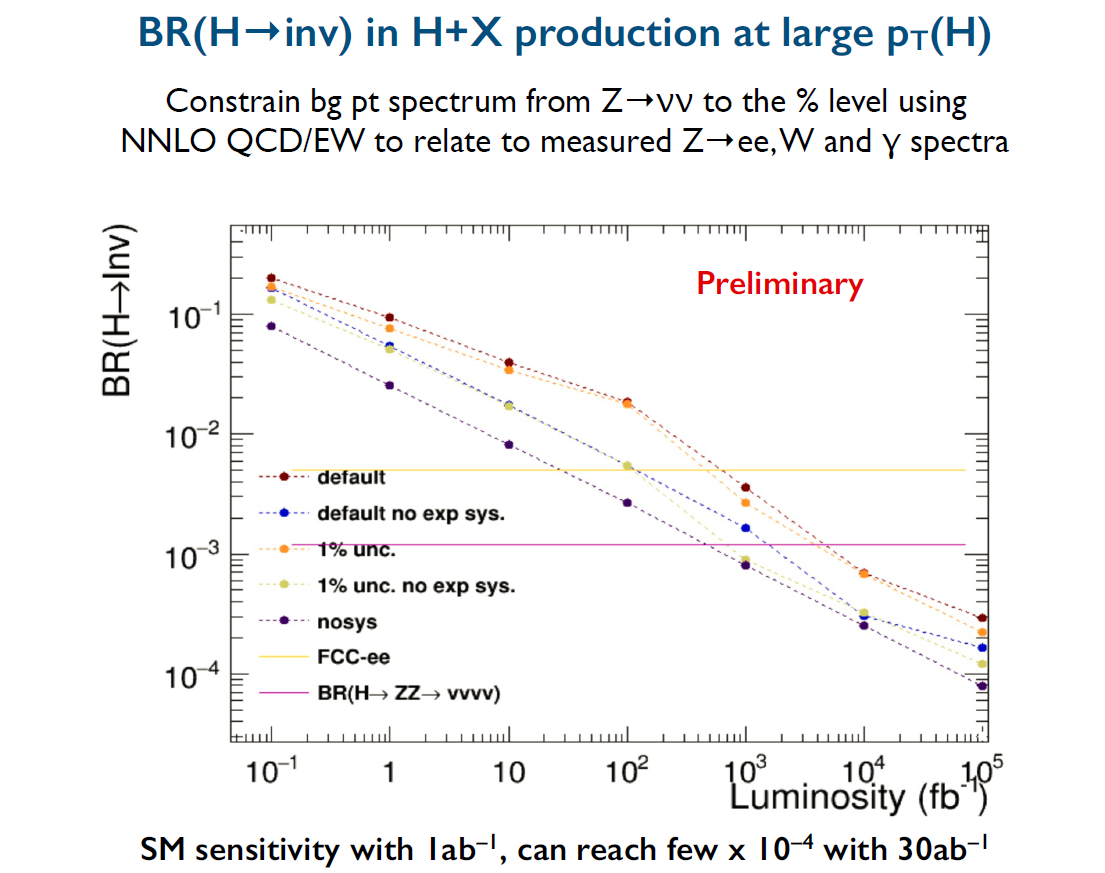 BR(H→inv) in H+X production at large pT(H)
Constrain bg pt spectrum from Z→νν to the % level using
NNLO QCD/EW to relate to measured Z→ee, W and γ spectra
BR(H→Inv)
Preliminary
10⁻¹
10⁻²
10⁻³
10⁻⁴
default
default no exp sys.
1% unc.
1% unc. no exp sys.
nosys
FCC-ee
BR(H→ ZZ→ vvvv)
10⁻¹ 1 10 10² 10³ 10⁴ 10⁵
Luminosity (fb⁻¹)
SM sensitivity with 1ab⁻¹, can reach few x 10⁻⁴ with 30ab⁻¹